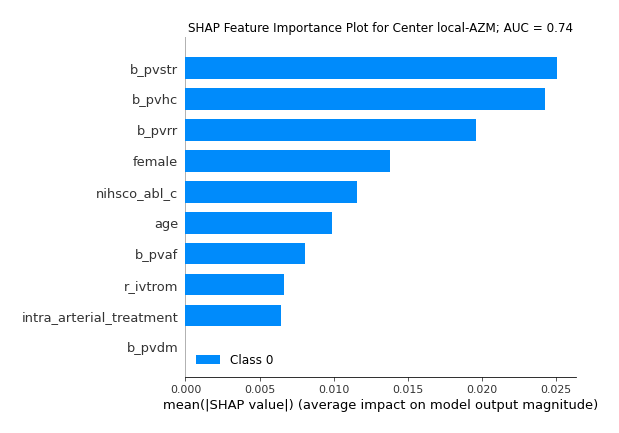 SHAP Feature Importance Plot for Center local-AZM; AUC = 0.74
b_pvstr
b_pvhc
b_pvrr
female
nihsco_abl_c
age
b_pvaf
r_ivtrom
intra_arterial_treatment
b_pvdm
Class 0
0.000 0.005 0.010 0.015 0.020 0.025
mean(|SHAP value|) (average impact on model output magnitude)